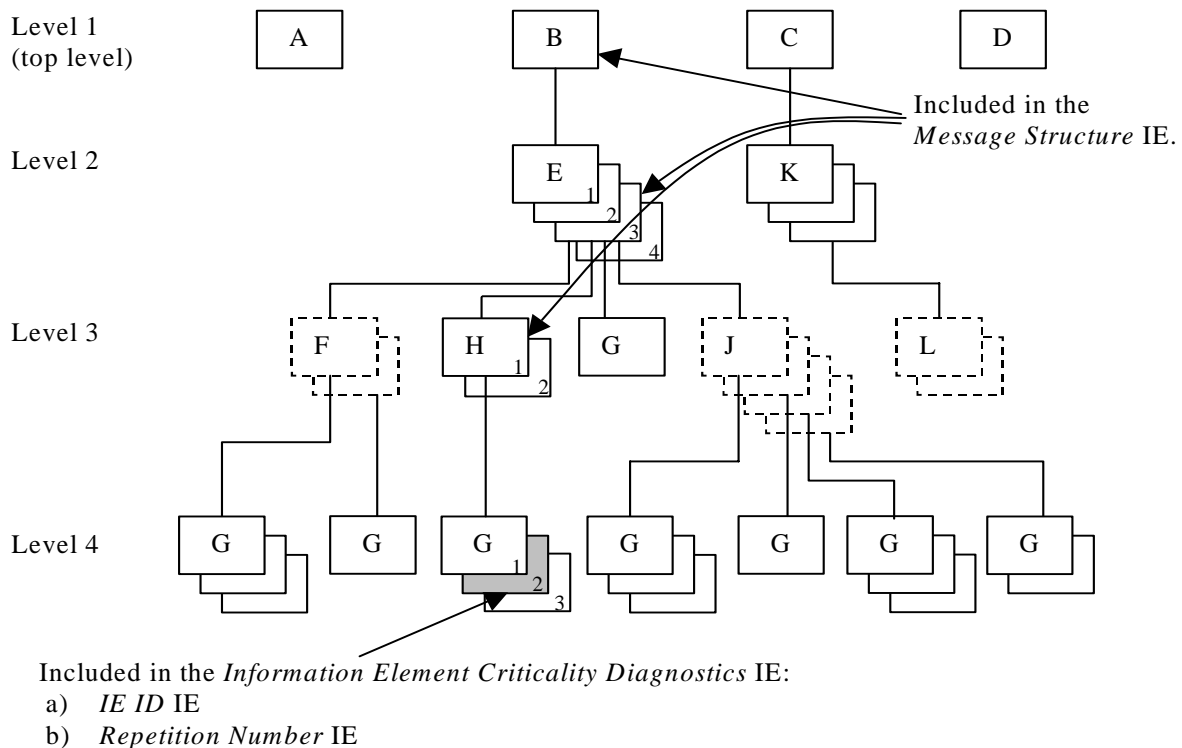 Level 1
(top level)
A
B
C
D
Included in the
Message Structure IE.
Level 2
E
1
2
3
4
K
Level 3
F
H
1
2
G
J
L
Level 4
G
G
G
1
2
3
G
G
G
G
Included in the Information Element Criticality Diagnostics IE:
a) IE ID IE
b) Repetition Number IE